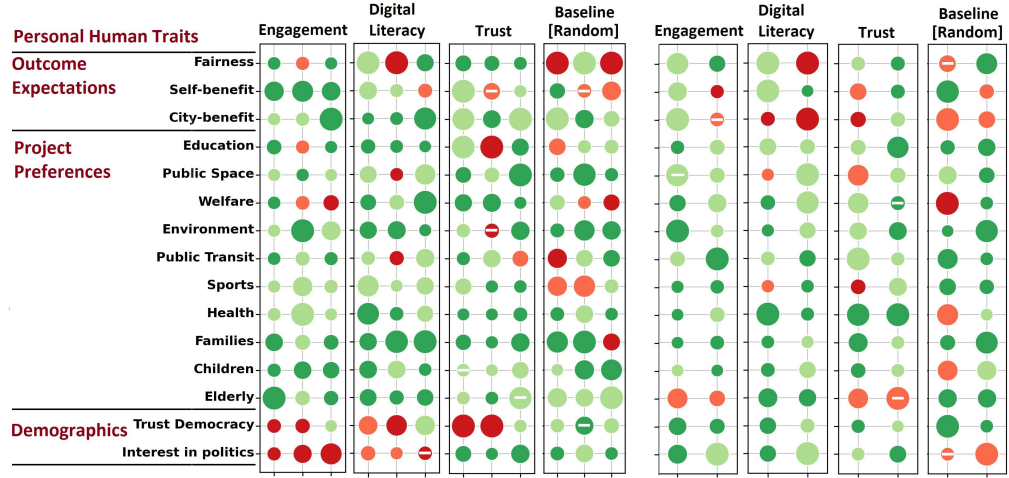 Personal Human Traits
Engagement
Digital
Literacy
Trust
Baseline
[Random]
Engagement
Digital
Literacy
Trust
Baseline
[Random]
Outcome
Expectations
Fairness
Self-benefit
City-benefit
Project
Preferences
Education
Public Space
Welfare
Environment
Public Transit
Sports
Health
Families
Children
Elderly
Demographics
Trust Democracy
Interest in politics